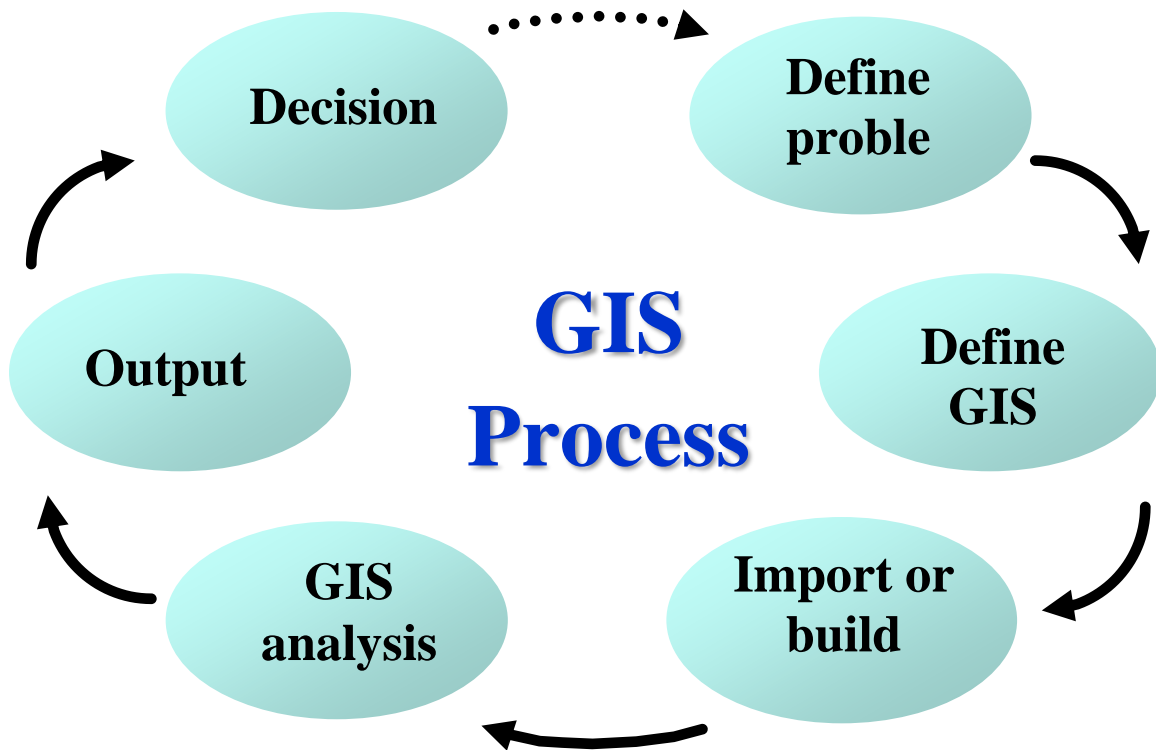 Decision
Define
proble
GIS
Process
Define
GIS
Output
Import or
build
GIS
analysis